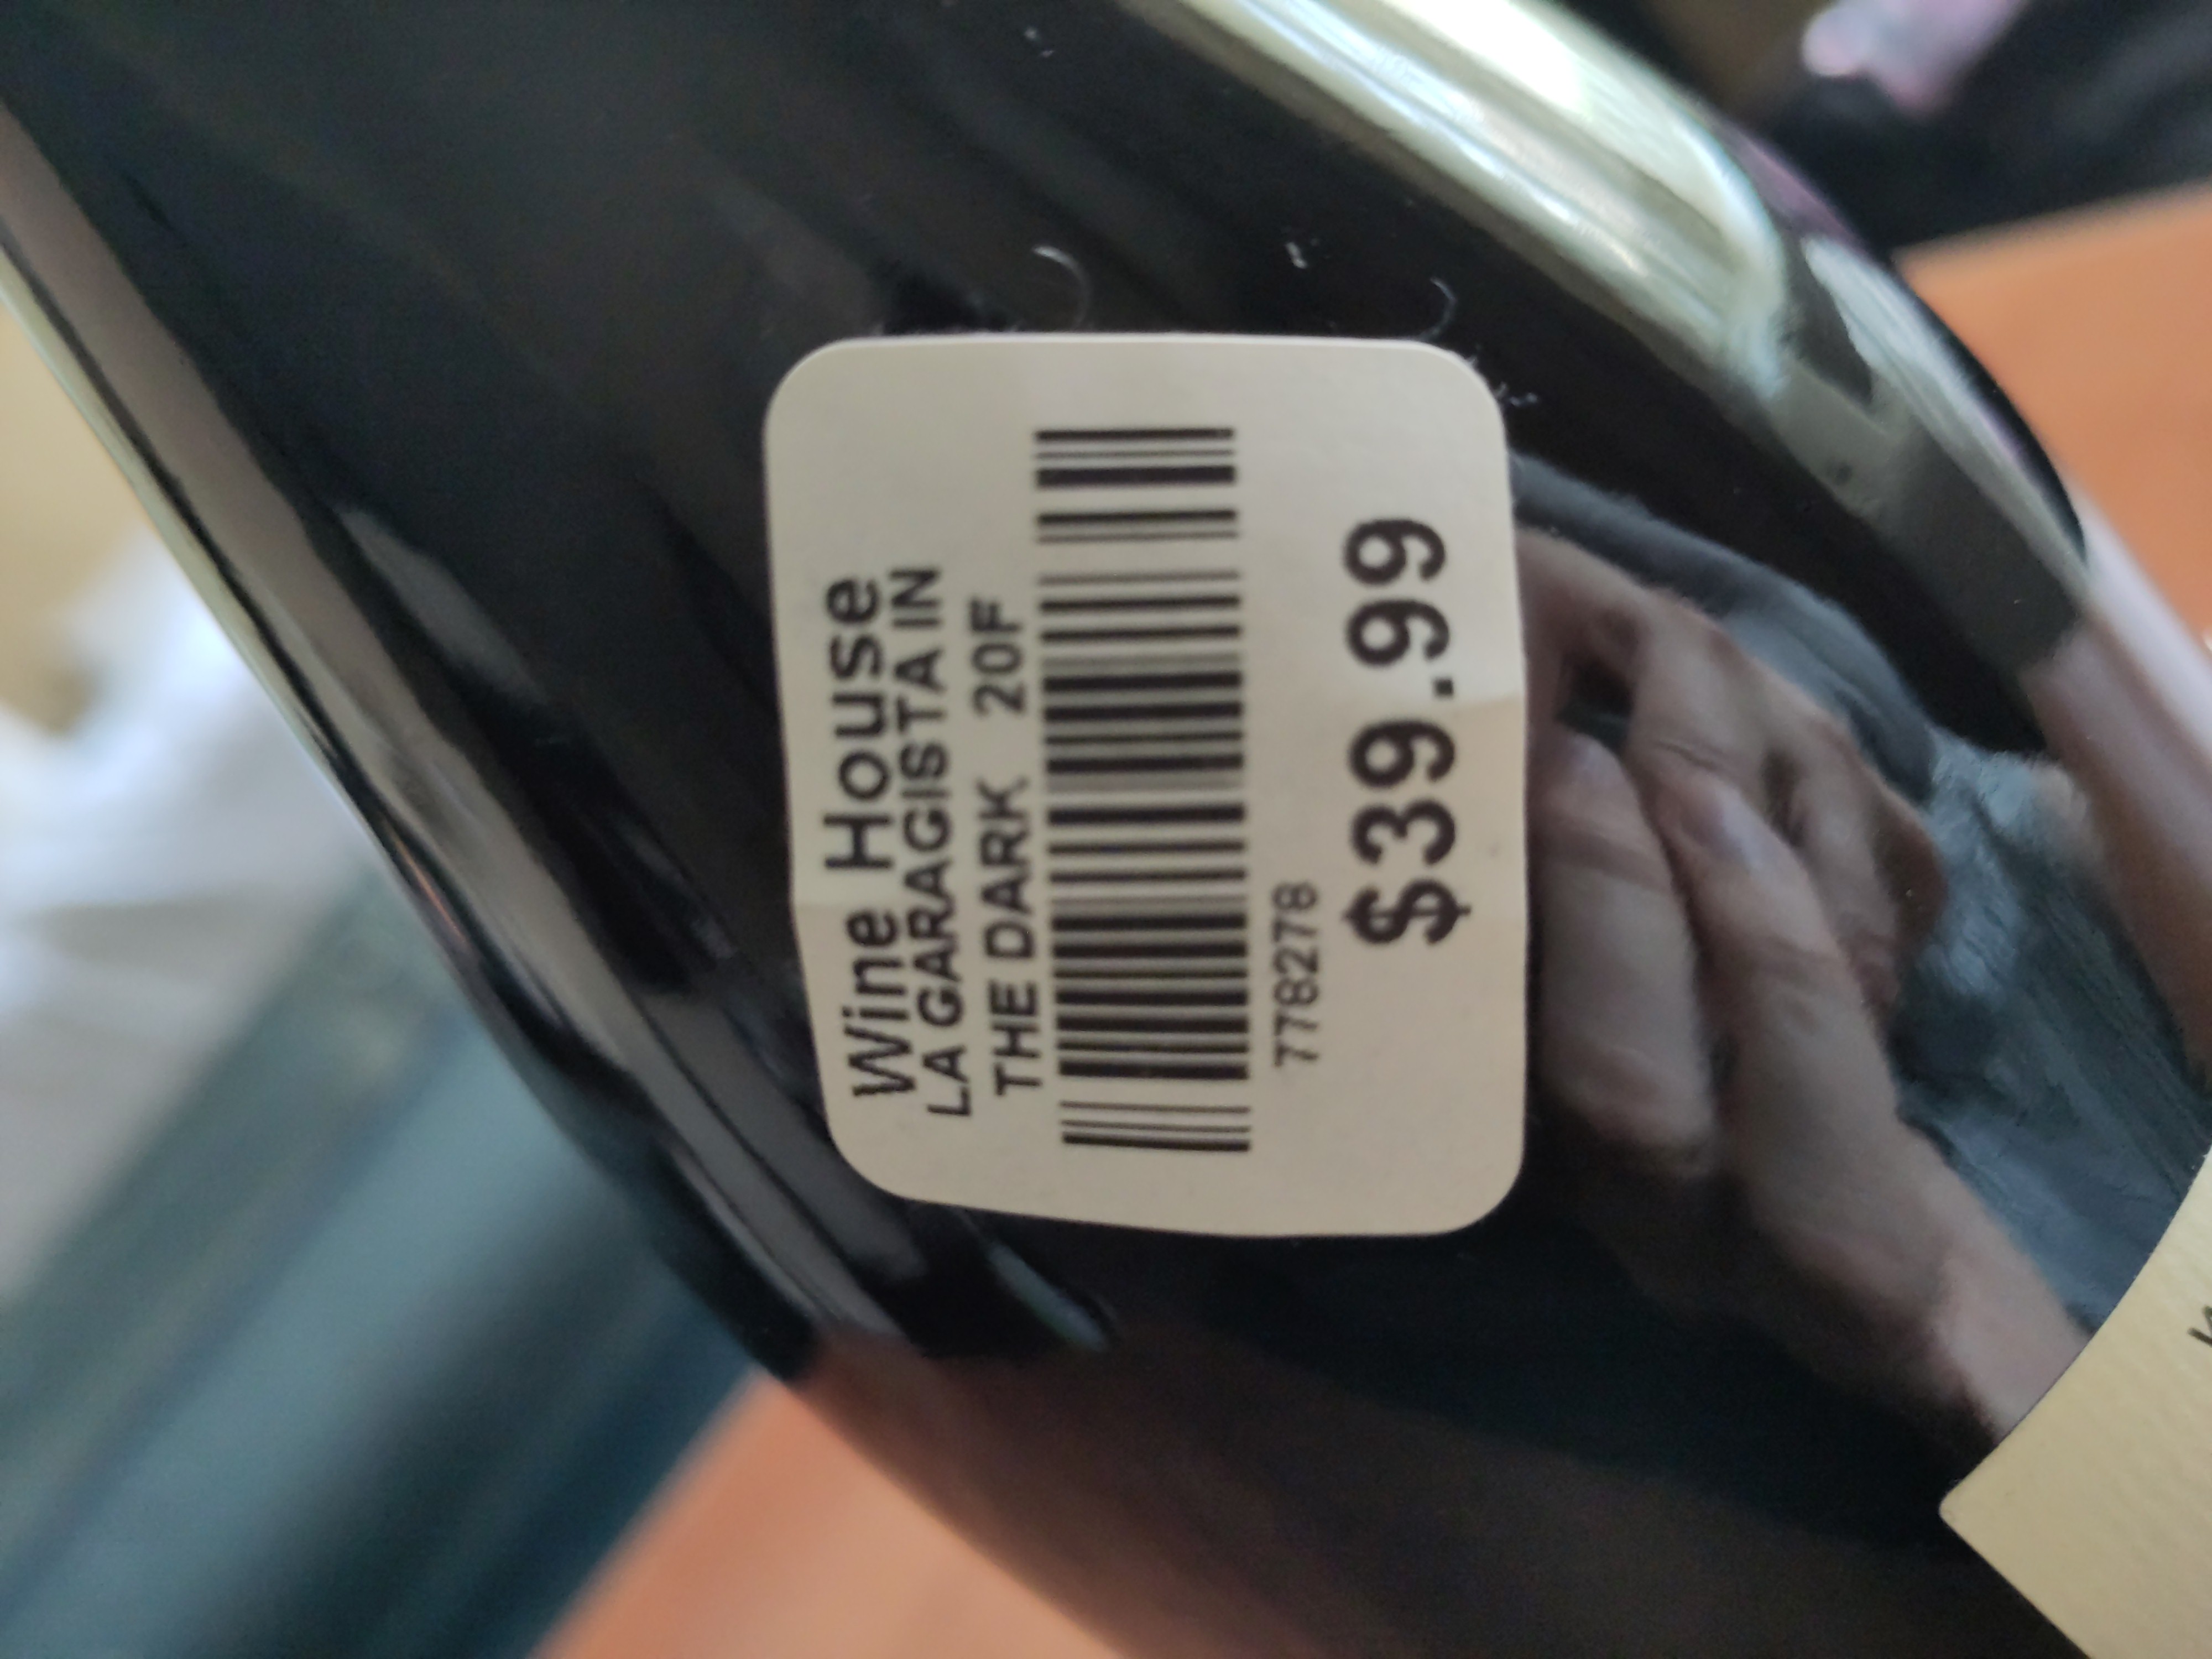 Wine House
LA GARAGISTA IN
THE DARK 20F
778278
$39.99